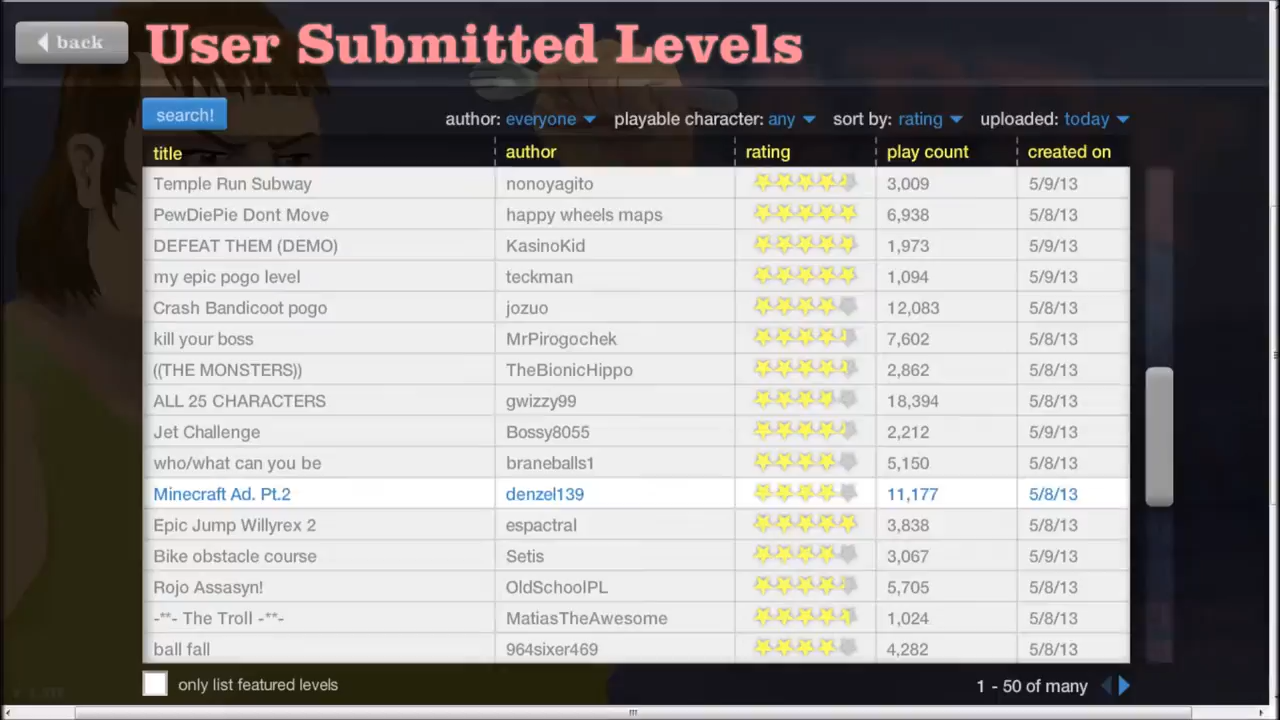 back
User Submitted Levels
search! author: everyone playable character: any sort by: rating uploaded: today
title author rating play count created on
Temple Run Subway nonoyagito 3,009 5/9/13
PewDiePie Dont Move happy wheels maps 6,938 5/8/13
DEFEAT THEM (DEMO) KasinoKid 1,973 5/9/13
my epic pogo level teckman 1,094 5/9/13
Crash Bandicoot pogo jozuo 12,083 5/8/13
kill your boss MrPirogochek 7,602 5/8/13
((THE MONSTERS)) TheBionicHippo 2,862 5/8/13
ALL 25 CHARACTERS gwizzy99 18,394 5/8/13
Jet Challenge Bossy8055 2,212 5/9/13
who/what can you be braneballs1 5,150 5/8/13
Minecraft Ad. Pt.2 denzel139 11,177 5/8/13
Epic Jump Willyrex 2 espactral 3,838 5/8/13
Bike obstacle course Setis 3,067 5/9/13
Rojo Assasyn! OldSchoolPL 5,705 5/8/13
-**- The Troll -**- MatiasTheAwesome 1,024 5/8/13
ball fall 964sixer469 4,282 5/8/13
only list featured levels 1 - 50 of many